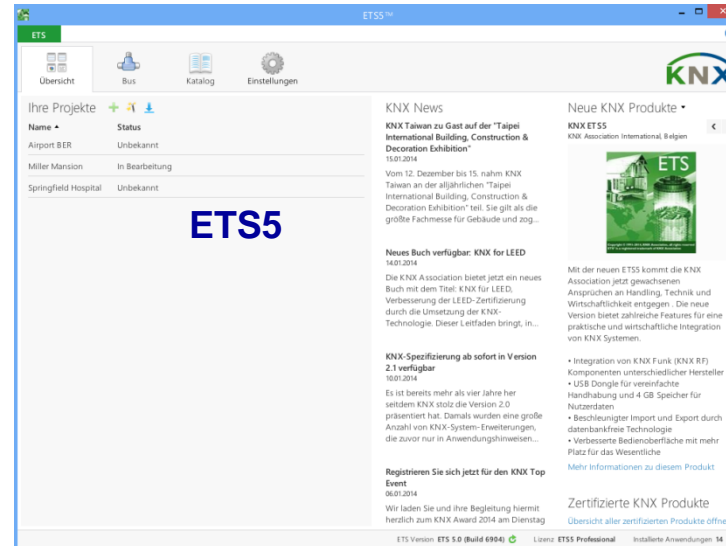 ETS5™
ETS
Übersicht
Bus
Katalog
Einstellungen
KNX
Ihre Projekte
Name
Status
Airport BER
Unbekannt
Miller Mansion
In Bearbeitung
Springfield Hospital
Unbekannt
ETS5
KNX News
KNX Taiwan zu Gast auf der "Taipei
International Building, Construction &
Decoration Exhibition"
15.01.2014
Vom 12. Dezember bis 15. nahm KNX
Taiwan an der alljährlichen "Taipei
International Building, Construction &
Decoration Exhibition" teil. Sie gilt als die
größte Fachmesse für Gebäude und zog...
Neues Buch verfügbar: KNX for LEED
14.01.2014
Die KNX Association bietet jetzt ein neues
Buch mit dem Titel: KNX für LEED,
Verbesserung der LEED-Zertifizierung
durch die Umsetzung der KNX-
Technologie. Dieser Leitfaden bringt, in...
KNX-Spezifizierung ab sofort in Version
2.1 verfügbar
10.01.2014
Es ist bereits mehr als vier Jahre her
seitdem KNX stolz die Version 2.0
präsentiert hat. Damals wurden eine große
Anzahl von KNX-System-Erweiterungen,
die zuvor nur in Anwendungshinweisen...
Registrieren Sie sich jetzt für den KNX Top
Event
06.01.2014
Wir laden Sie und ihre Begleitung hiermit
herzlich zum KNX Award 2014 am Dienstag
Neue KNX Produkte
KNX ETS5
KNX Association International, Belgien
ETS
Mit der neuen ETS5 kommt die KNX
Association jetzt gewachsenen
Ansprüchen an Handling, Technik und
Wirtschaftlichkeit entgegen . Die neue
Version bietet zahlreiche Features für eine
praktische und wirtschaftliche Integration
von KNX Systemen.
• Integration von KNX Funk (KNX RF)
Komponenten unterschiedlicher Hersteller
• USB Dongle für vereinfachte
Handhabung und 4 GB Speicher für
Nutzerdaten
• Beschleunigter Import und Export durch
datenbankfreie Technologie
• Verbesserte Bedienoberfläche mit mehr
Platz für das Wesentliche
Mehr Informationen zu diesem Produkt
Zertifizierte KNX Produkte
Übersicht aller zertifizierten Produkte öffne
ETS Version ETS 5.0 (Build 6904)
Lizenz ETS5 Professional
Installierte Anwendungen 14